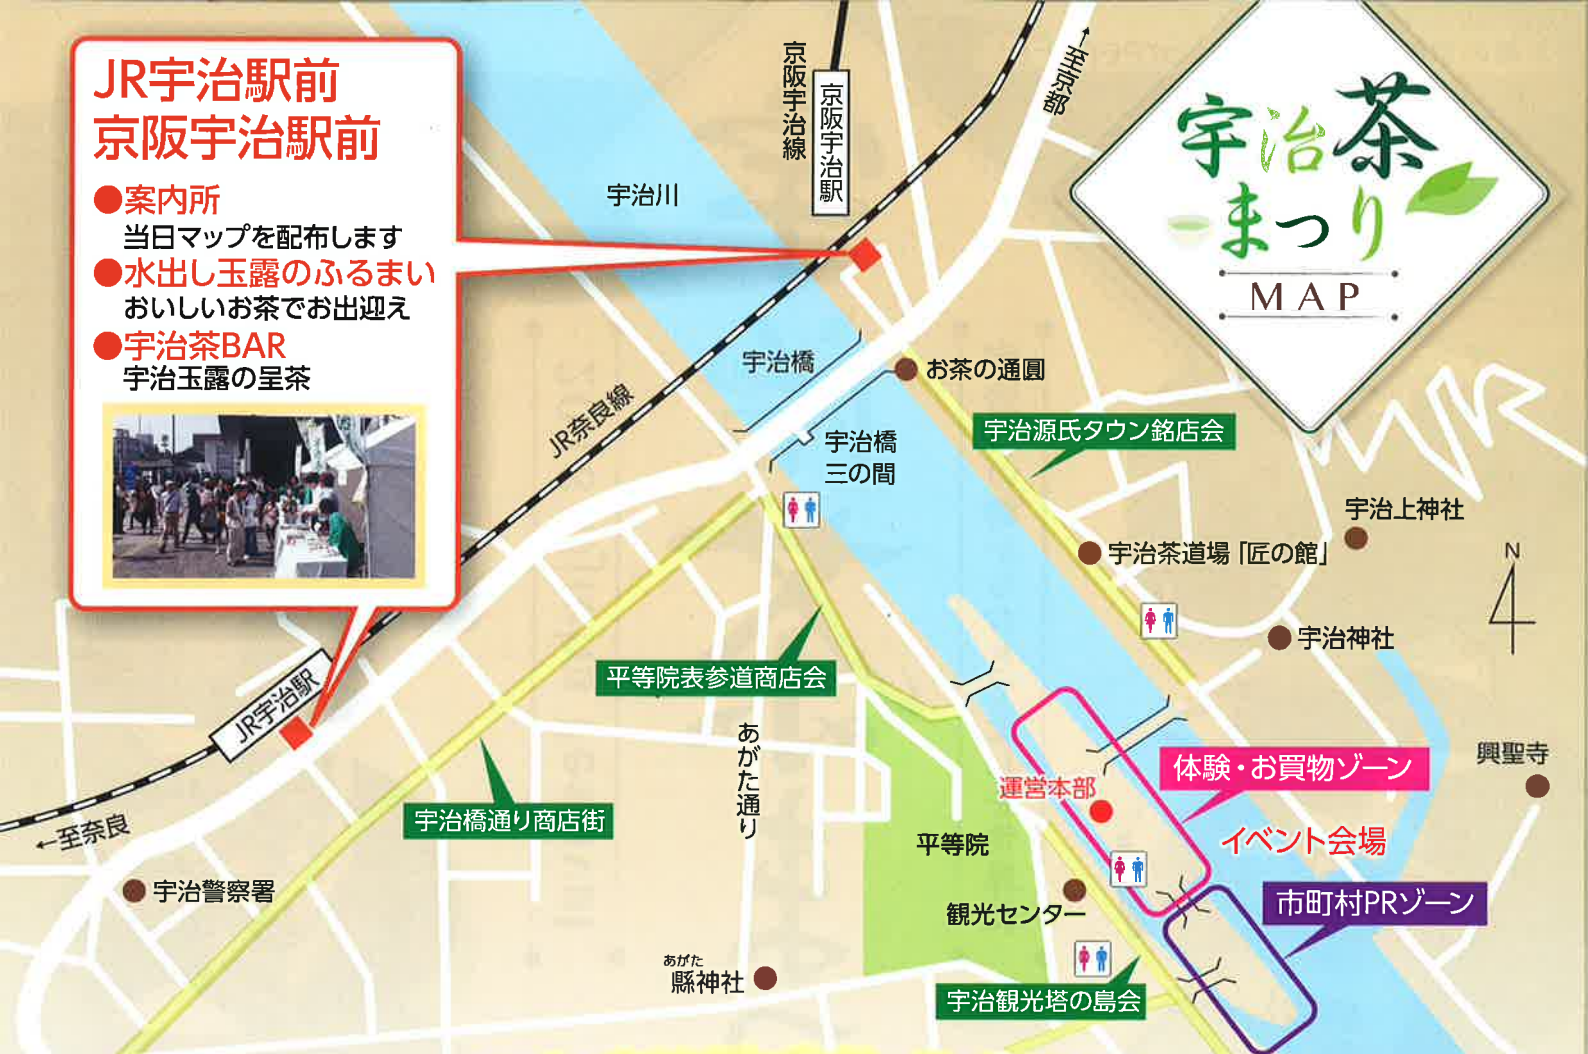 JR宇治駅前
京阪宇治駅前
●案内所
当日マップを配布します
●水出し玉露のふるまい
おいしいお茶でお出迎え
●宇治茶BAR
宇治玉露の呈茶
宇治茶
まつり
MAP
京阪宇治線
京阪宇治駅
↑至京都
宇治川
宇治橋
お茶の通圓
JR奈良線
宇治橋
三の間
宇治源氏タウン銘店会
宇治上神社
宇治茶道場「匠の館」
N
宇治神社
平等院表参道商店会
JR宇治駅
あがた通り
体験・お買物ゾーン
興聖寺
運営本部
宇治橋通り商店街
←至奈良
平等院
イベント会場
宇治警察署
観光センター
市町村PRゾーン
あがた
縣神社
宇治観光塔の島会